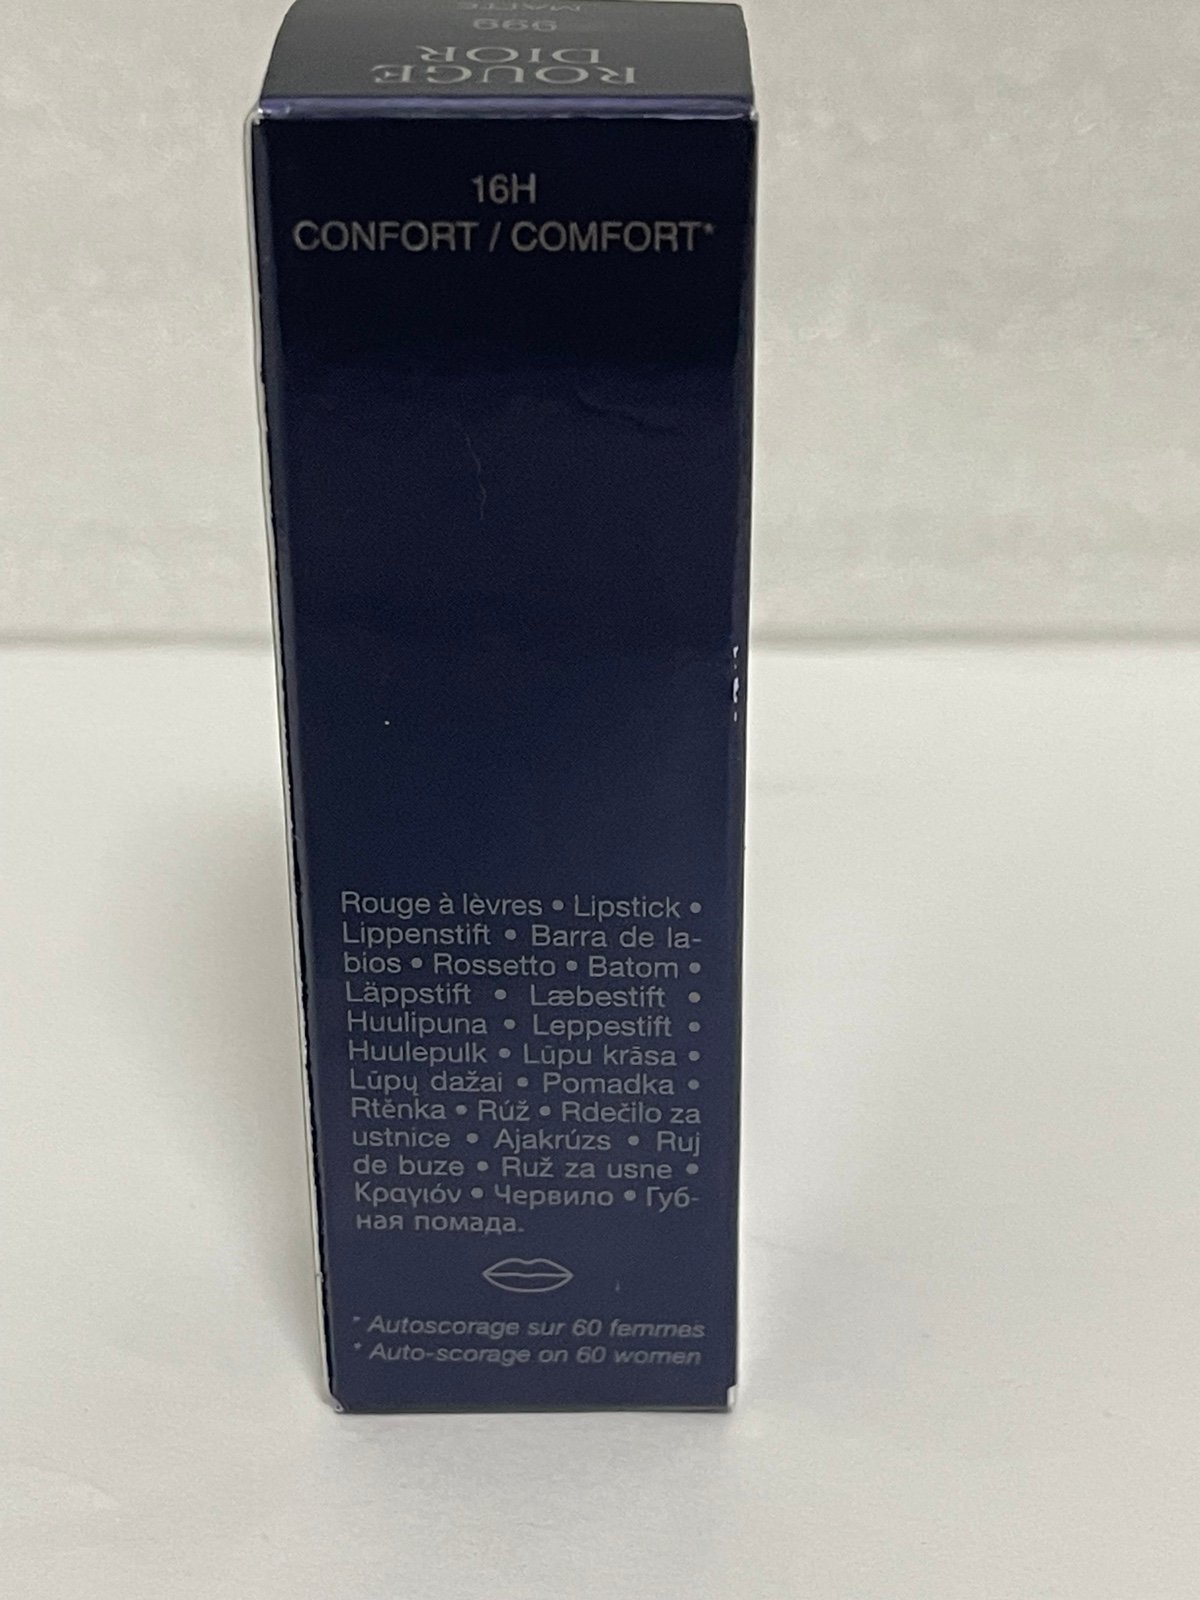 MATTE
999
DIOR
ROUGE
16H
CONFORT / COMFORT*
Rouge à lèvres • Lipstick •
Lippenstift • Barra de la-
bios • Rossetto • Batom •
Läppstift • Læbestift •
Huulipuna • Leppestift •
Huulepulk • Lūpu krāsa •
Lūpų dažai • Pomadka •
Rtěnka • Rúž • Rdečilo za
ustnice • Ajakrúzs • Ruj
de buze • Ruž za usne •
Κραγιόν • Червило • Губ-
ная помада.
* Autoscorage sur 60 femmes
* Auto-scorage on 60 women